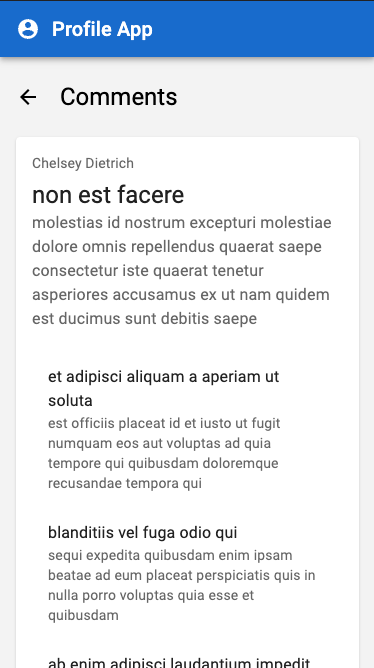 Profile App
Comments
Chelsey Dietrich
non est facere
molestias id nostrum excepturi molestiae
dolore omnis repellendus quaerat saepe
consectetur iste quaerat tenetur
asperiores accusamus ex ut nam quidem
est ducimus sunt debitis saepe
et adipisci aliquam a aperiam ut
soluta
est officiis placeat id et iusto ut fugit
numquam eos aut voluptas ad quia
tempore qui quibusdam doloremque
recusandae tempora qui
blanditiis vel fuga odio qui
sequi expedita quibusdam enim ipsam
beatae ad eum placeat perspiciatis quis in
nulla porro voluptas quia esse et
quibusdam
ab enim adipisci laudantium impedit